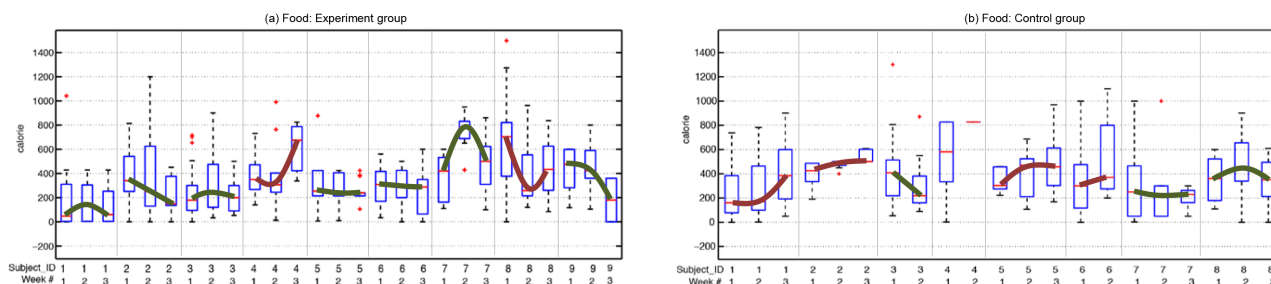 (a) Food: Experiment group
(b) Food: Control group
calorie
1400
1200
1000
800
600
400
200
0
−200
Subject_ID 1 1 1 2 2 2 3 3 3 4 4 4 5 5 5 6 6 6 7 7 7 8 8 8 9 9 9
Week # 1 2 3 1 2 3 1 2 3 1 2 3 1 2 3 1 2 3 1 2 3 1 2 3 1 2 3
calorie
1400
1200
1000
800
600
400
200
0
−200
Subject_ID 1 1 1 2 2 2 3 3 4 4 5 5 5 6 6 7 7 7 8 8 8
Week # 1 2 3 1 2 3 1 2 1 2 1 2 3 1 2 1 2 3 1 2